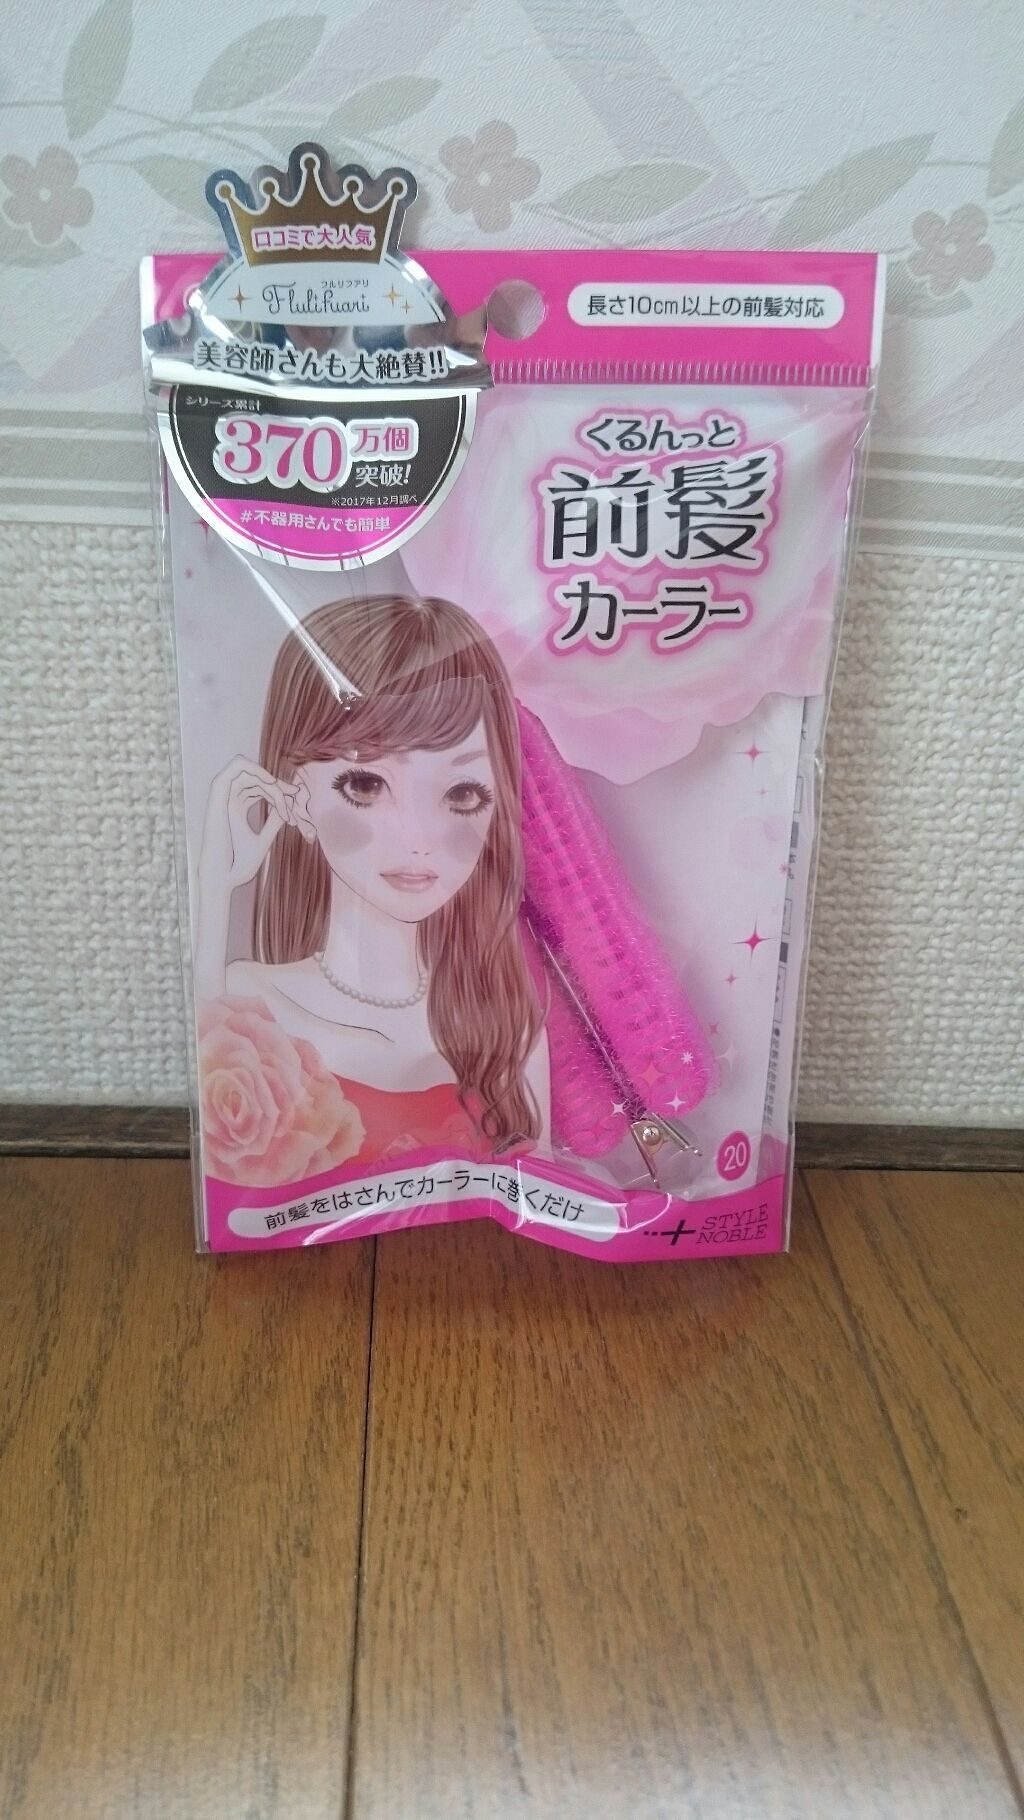 口コミで大人気
フルリフアリ
Flulifuari
美容師さんも大絶賛!!
シリーズ累計
370万個
突破!
※2017年12月調べ
#不器用さんでも簡単
長さ10cm以上の前髪対応
くるんっと
前髪
カーラー
20
前髪をはさんでカーラーに巻くだけ
STYLE
NOBLE